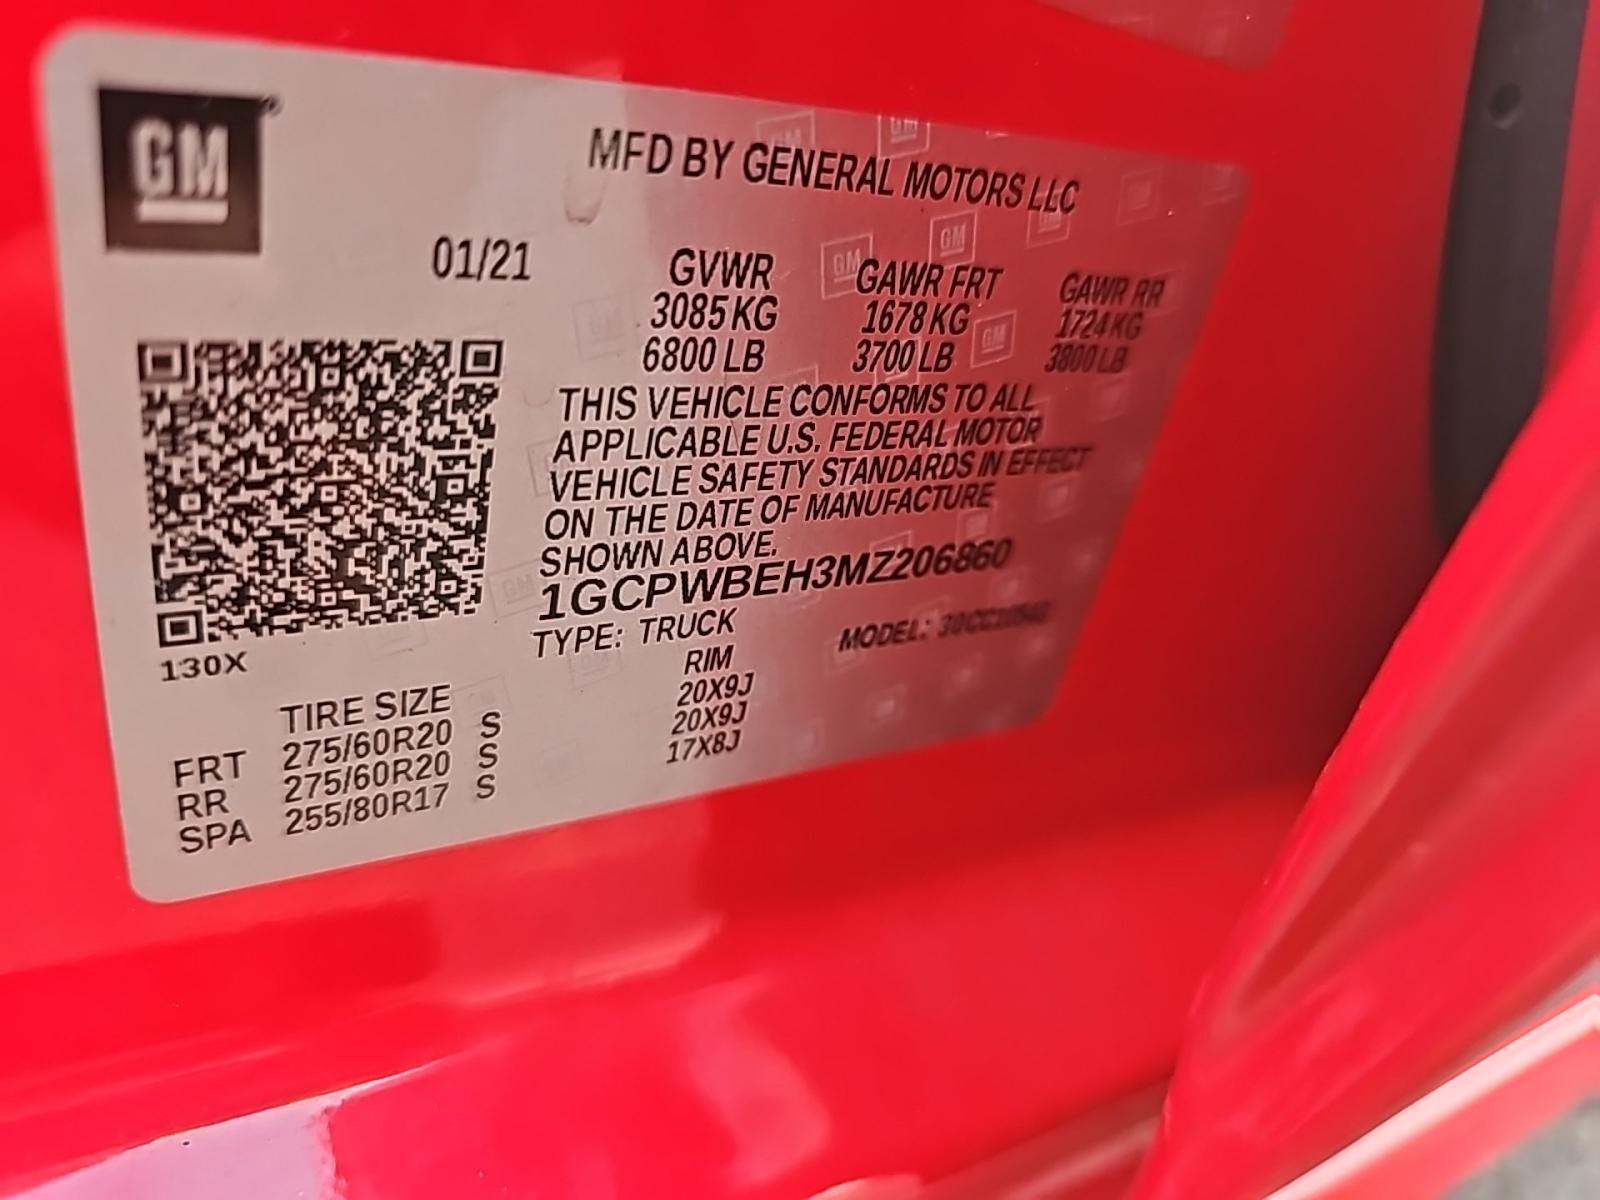 GM
MFD BY GENERAL MOTORS LLC
01/21
GVWR GAWR FRT GAWR RR
3085 KG 1678 KG 1724 KG
6800 LB 3700 LB 3800 LB
THIS VEHICLE CONFORMS TO ALL
APPLICABLE U.S. FEDERAL MOTOR
VEHICLE SAFETY STANDARDS IN EFFECT
ON THE DATE OF MANUFACTURE
SHOWN ABOVE.
1GCPWBEH3MZ206860
TYPE: TRUCK MODEL:
130X
TIRE SIZE RIM
FRT 275/60R20 S 20X9J
RR 275/60R20 S 20X9J
SPA 255/80R17 S 17X8J